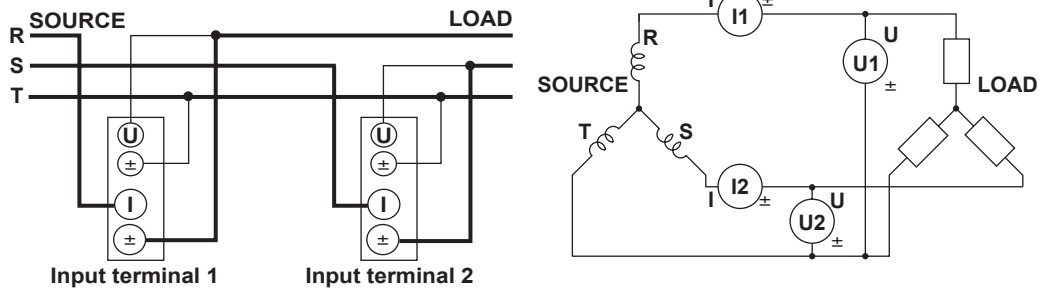 SOURCE LOAD
R
S
T
U U
± ±
I I
± ±
Input terminal 1 Input terminal 2
I I1 ±
R
U
U1
±
SOURCE LOAD
T S
I I2 ±
U
U2
±